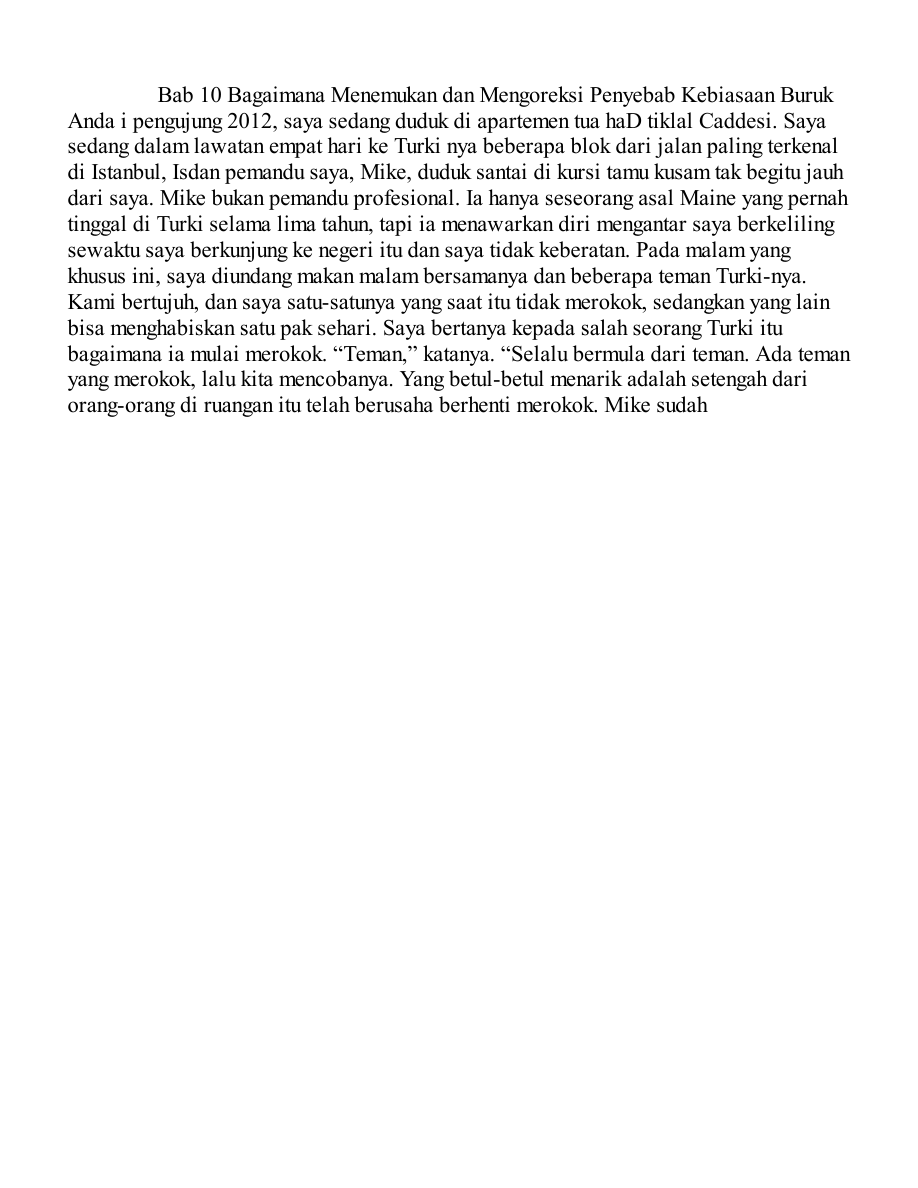 Bab 10 Bagaimana Menemukan dan Mengoreksi Penyebab Kebiasaan Buruk
Anda i pengujung 2012, saya sedang duduk di apartemen tua haD tiklal Caddesi. Saya
sedang dalam lawatan empat hari ke Turki nya beberapa blok dari jalan paling terkenal
di Istanbul, Isdan pemandu saya, Mike, duduk santai di kursi tamu kusam tak begitu jauh
dari saya. Mike bukan pemandu profesional. Ia hanya seseorang asal Maine yang pernah
tinggal di Turki selama lima tahun, tapi ia menawarkan diri mengantar saya berkeliling
sewaktu saya berkunjung ke negeri itu dan saya tidak keberatan. Pada malam yang
khusus ini, saya diundang makan malam bersamanya dan beberapa teman Turki-nya.
Kami bertujuh, dan saya satu-satunya yang saat itu tidak merokok, sedangkan yang lain
bisa menghabiskan satu pak sehari. Saya bertanya kepada salah seorang Turki itu
bagaimana ia mulai merokok. “Teman,” katanya. “Selalu bermula dari teman. Ada teman
yang merokok, lalu kita mencobanya. Yang betul-betul menarik adalah setengah dari
orang-orang di ruangan itu telah berusaha berhenti merokok. Mike sudah